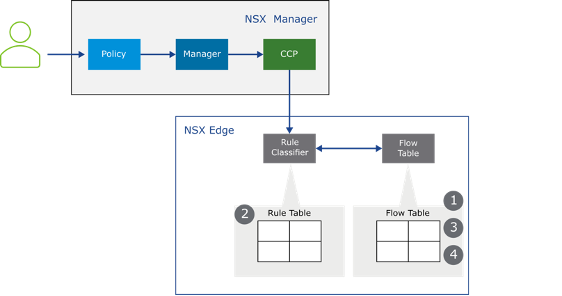 NSX Manager
Policy
Manager
CCP
NSX Edge
Rule
Classifier
Flow
Table
1
2
Rule Table
Flow Table
3
4